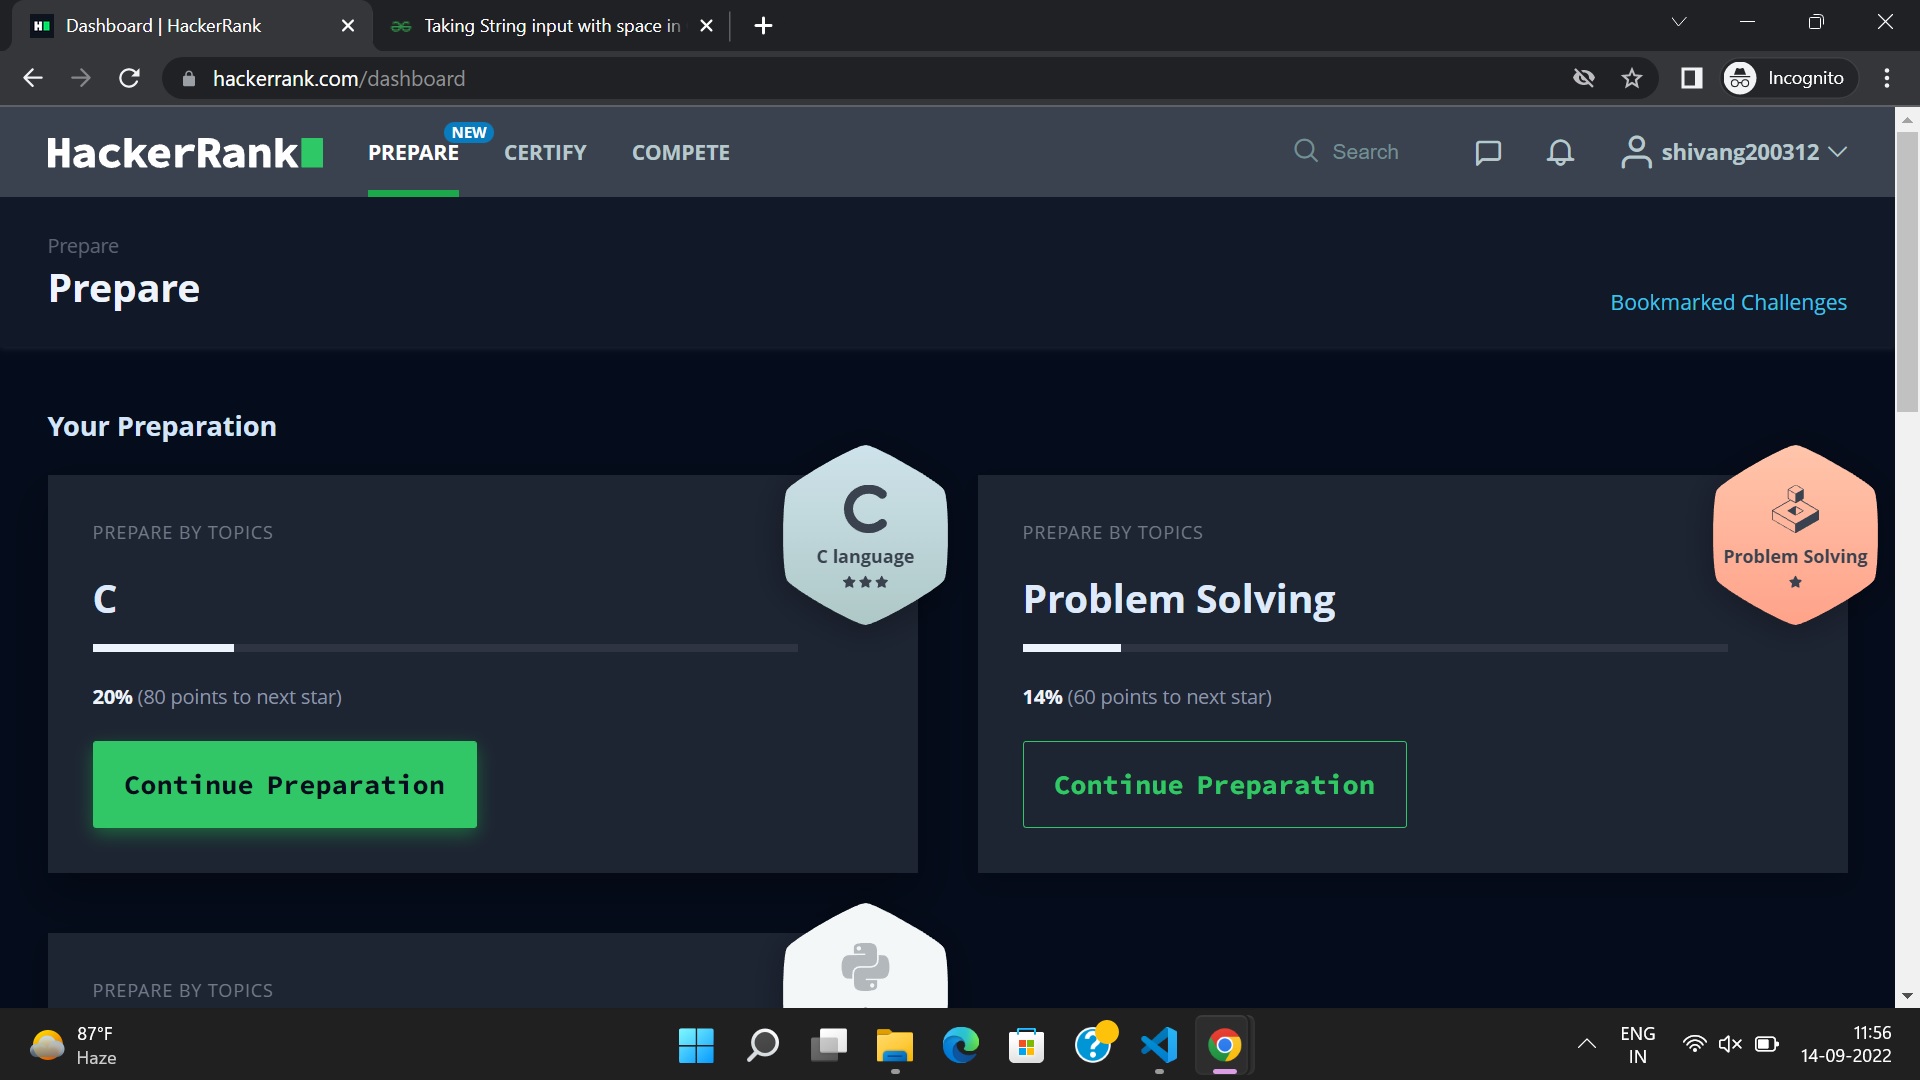 Dashboard | HackerRank
Taking String input with space in
hackerrank.com/dashboard
Incognito
HackerRank
PREPARE
NEW
CERTIFY
COMPETE
Search
shivang200312
Prepare
Prepare
Bookmarked Challenges
Your Preparation
PREPARE BY TOPICS
C
20% (80 points to next star)
Continue Preparation
C
C language
PREPARE BY TOPICS
Problem Solving
14% (60 points to next star)
Continue Preparation
Problem Solving
PREPARE BY TOPICS
87°F
Haze
ENG
IN
11:56
14-09-2022